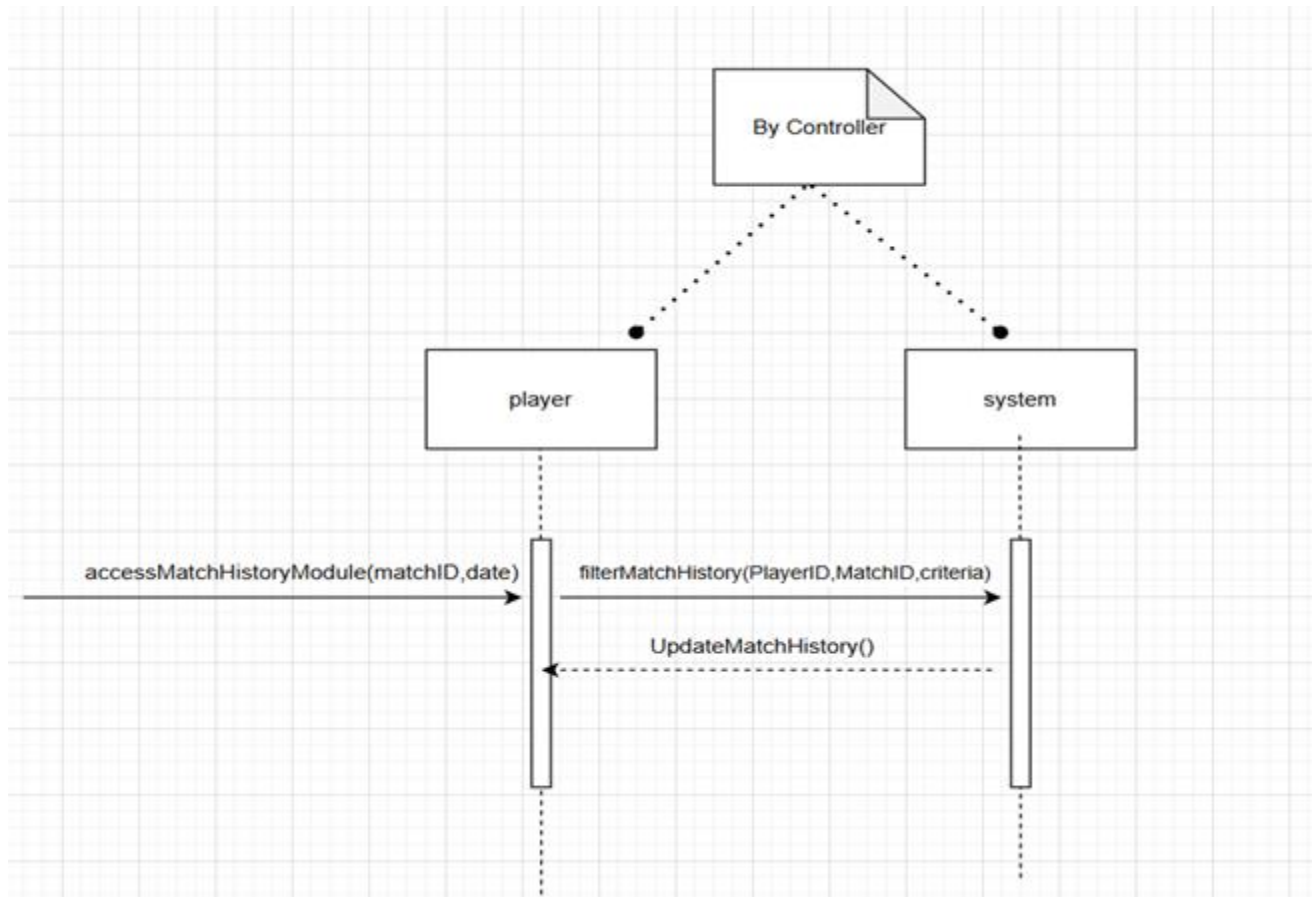 By Controller
player
system
accessMatchHistoryModule(matchID,date)
filterMatchHistory(PlayerID,MatchID,criteria)
UpdateMatchHistory()